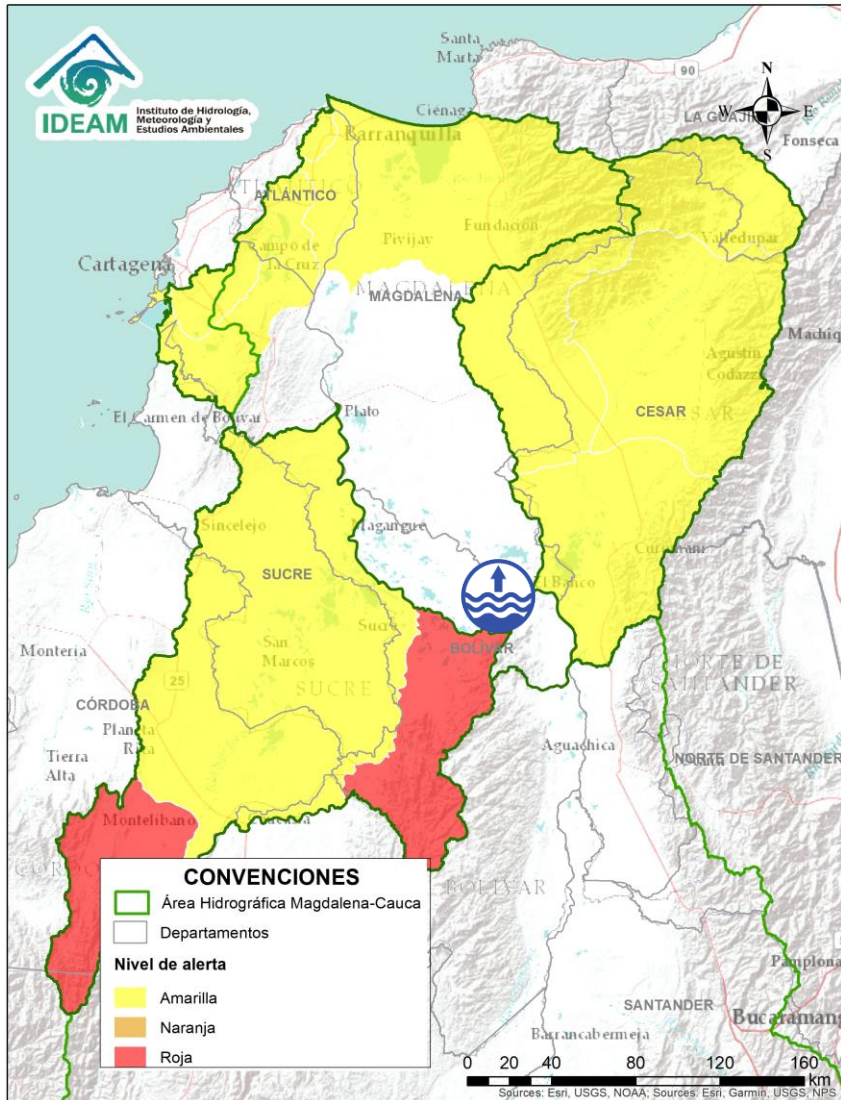 IDEAM
Instituto de Hidrología,
Meteorología y
Estudios Ambientales
Santa
Marta
90
N
W
E
S
LA GUAJIRA
Fonseca
Ciénaga
Barranquilla
ATLÁNTICO
Fundación
Valledupar
Pivijay
Campo de
la Cruz
Cartagena
MAGDALENA
Agustín
Codazzi
CESAR
El Carmen de Bolívar
Plato
Sincelejo
Magangue
SUCRE
El Banco
Sucre
San
Marcos
SUCRE
BOLÍVAR
Montería
25
CÓRDOBA
Planeta
Rica
Tierra
Alta
Aguachica
NORTE DE
SANTANDER
NORTE DE SANTANDER
Montelíbano
BOLÍVAR
CONVENCIONES
Área Hidrográfica Magdalena-Cauca
Departamentos
Nivel de alerta
Amarilla
Naranja
Roja
Pamplona
SANTANDER
Bucaramang
Barrancabermeja
0 20 40 80 120 160
Km
Sources: Esri, USGS, NOAA; Sources: Esri, Garmin, USGS, NPS